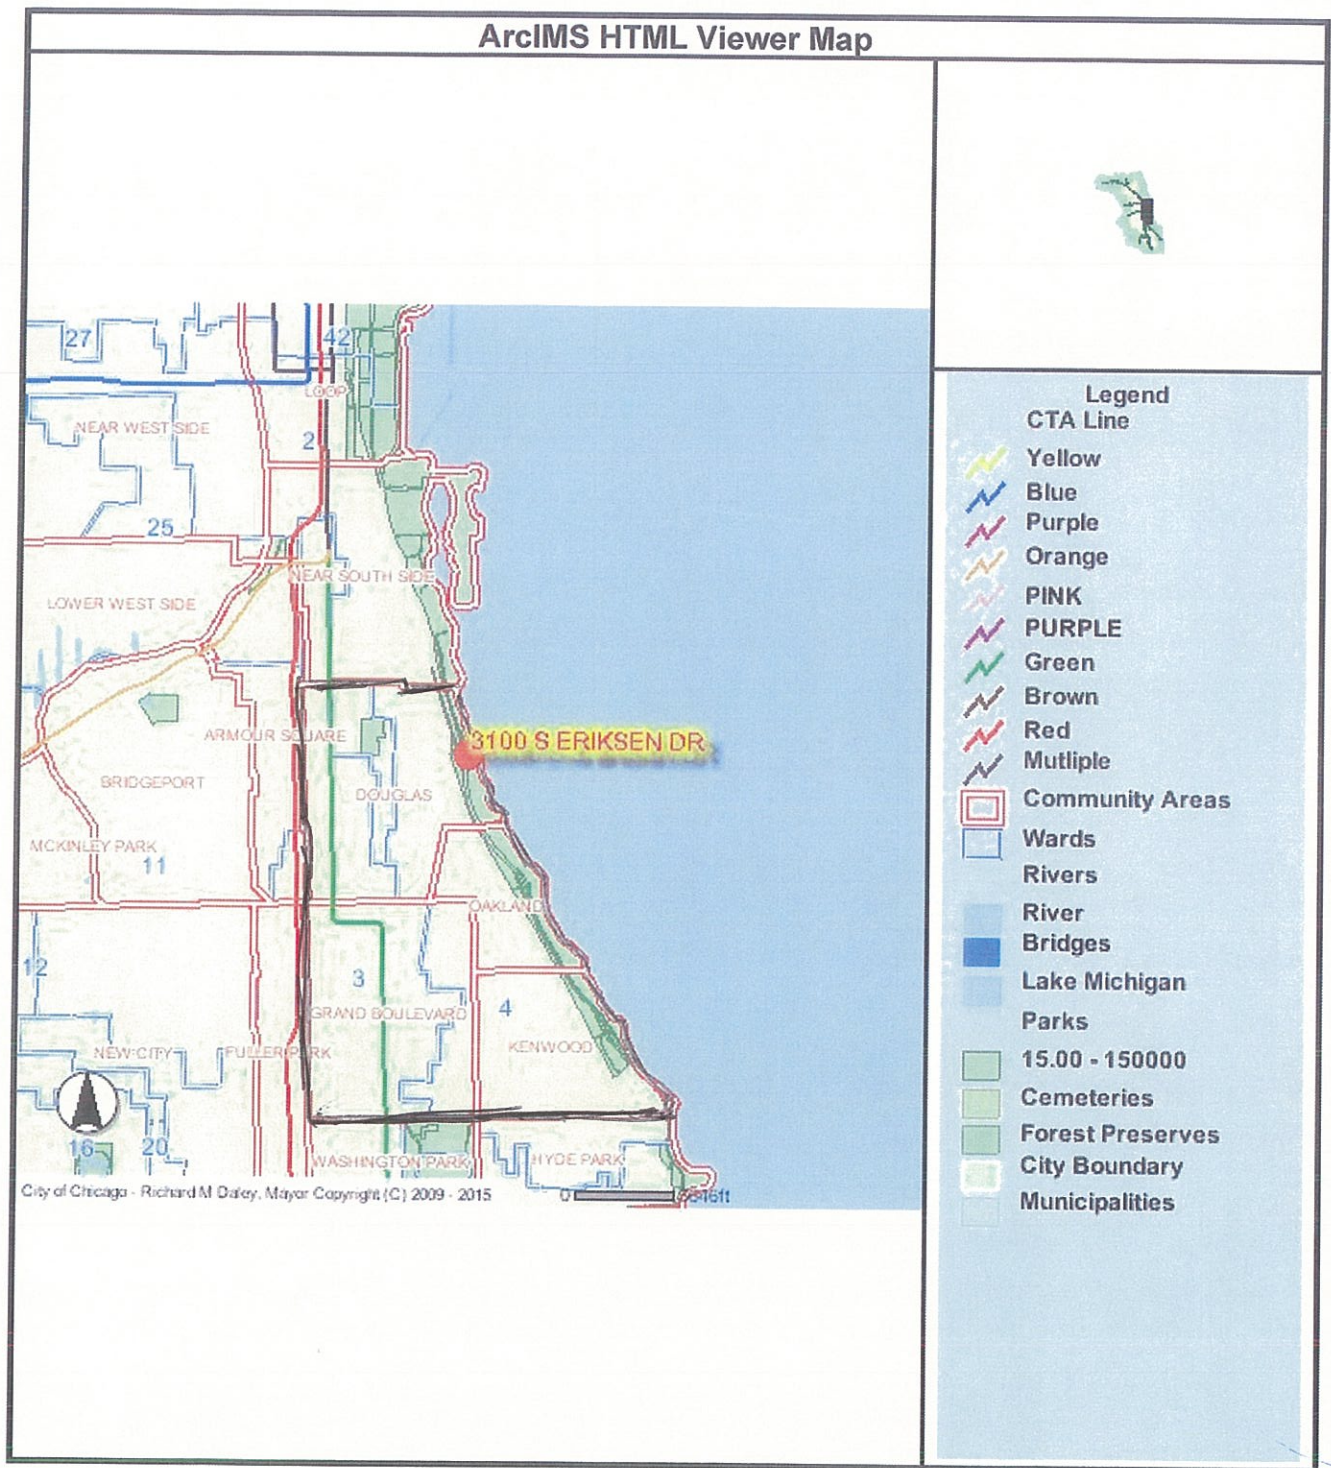 ArcIMS HTML Viewer Map
27
42
LOOP
NEAR WEST SIDE
2
25
NEAR SOUTH SIDE
LOWER WEST SIDE
3100 S ERIKSEN DR
ARMOUR SQUARE
BRIDGEPORT
DOUGLAS
MCKINLEY PARK
11
OAKLAND
12
3
4
GRAND BOULEVARD
KENWOOD
NEW CITY
FULLER PARK
16
20
WASHINGTON PARK
HYDE PARK
City of Chicago - Richard M Daley, Mayor Copyright (C) 2009 - 2015
0
Legend
CTA Line
Yellow
Blue
Purple
Orange
PINK
PURPLE
Green
Brown
Red
Mutliple
Community Areas
Wards
Rivers
River
Bridges
Lake Michigan
Parks
15.00 - 150000
Cemeteries
Forest Preserves
City Boundary
Municipalities